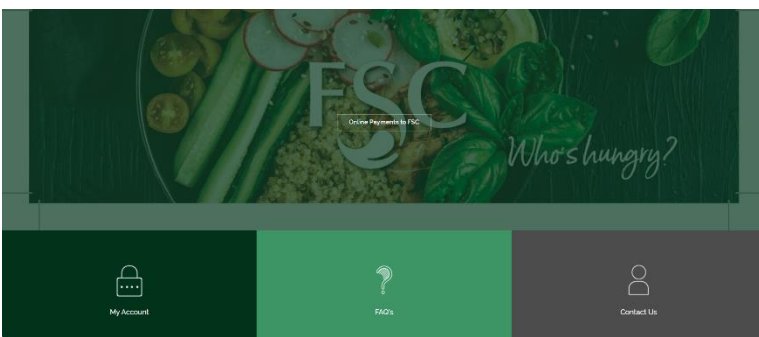 FSC
Online Payments to FSC
Who's hungry?
My Account
FAQ's
Contact Us